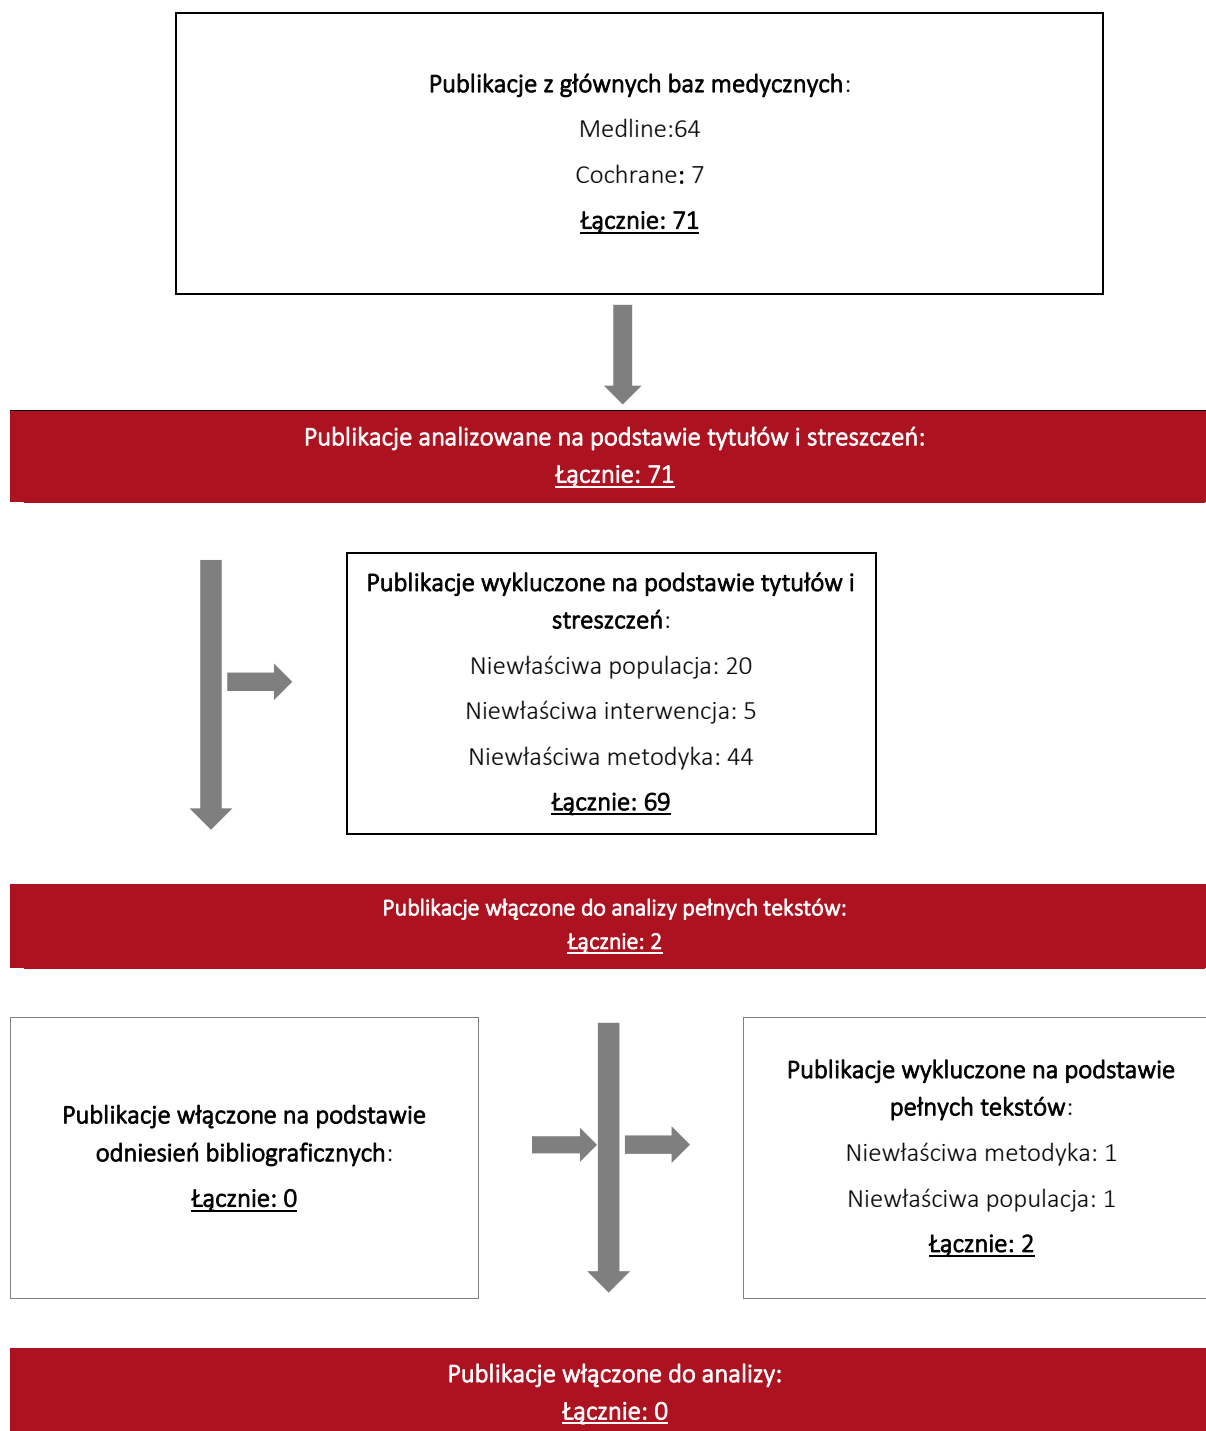 Publikacje z głównych baz medycznych:
Medline:64
Cochrane: 7
Łącznie: 71
Publikacje analizowane na podstawie tytułów i streszczeń:
Łącznie: 71
Publikacje wykluczone na podstawie tytułów i
streszczeń:
Niewłaściwa populacja: 20
Niewłaściwa interwencja: 5
Niewłaściwa metodyka: 44
Łącznie: 69
Publikacje włączone do analizy pełnych tekstów:
Łącznie: 2
Publikacje włączone na podstawie
odniesień bibliograficznych:
Łącznie: 0
Publikacje wykluczone na podstawie
pełnych tekstów:
Niewłaściwa metodyka: 1
Niewłaściwa populacja: 1
Łącznie: 2
Publikacje włączone do analizy:
Łącznie: 0